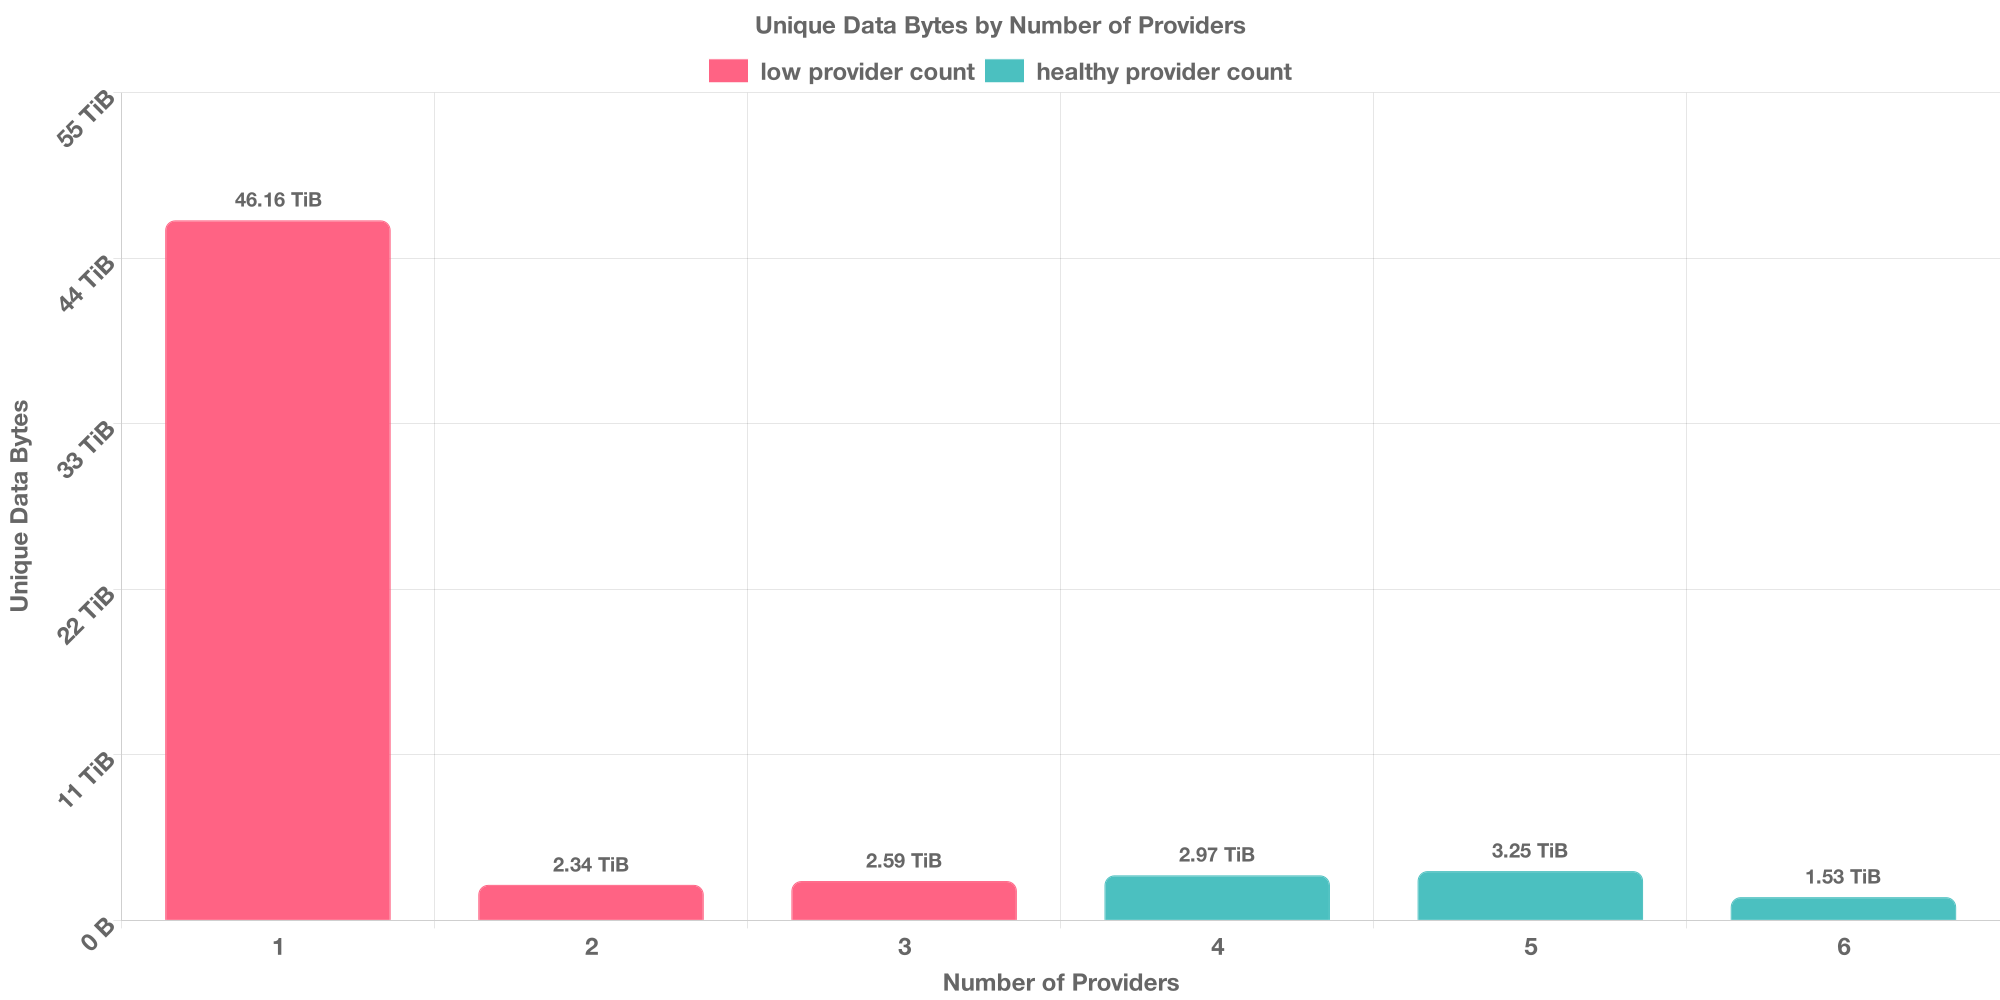 Unique Data Bytes by Number of Providers
low provider count
healthy provider count
55 TiB
44 TiB
33 TiB
22 TiB
11 TiB
0 B
Unique Data Bytes
46.16 TiB
2.34 TiB
2.59 TiB
2.97 TiB
3.25 TiB
1.53 TiB
1
2
3
4
5
6
Number of Providers